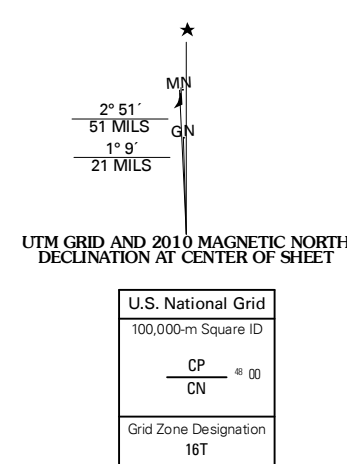 ★
MN
2° 51´
51 MILS
GN
1° 9´
21 MILS
UTM GRID AND 2010 MAGNETIC NORTH
DECLINATION AT CENTER OF SHEET
U.S. National Grid
100,000-m Square ID
CP
48 00
CN
Grid Zone Designation
16T